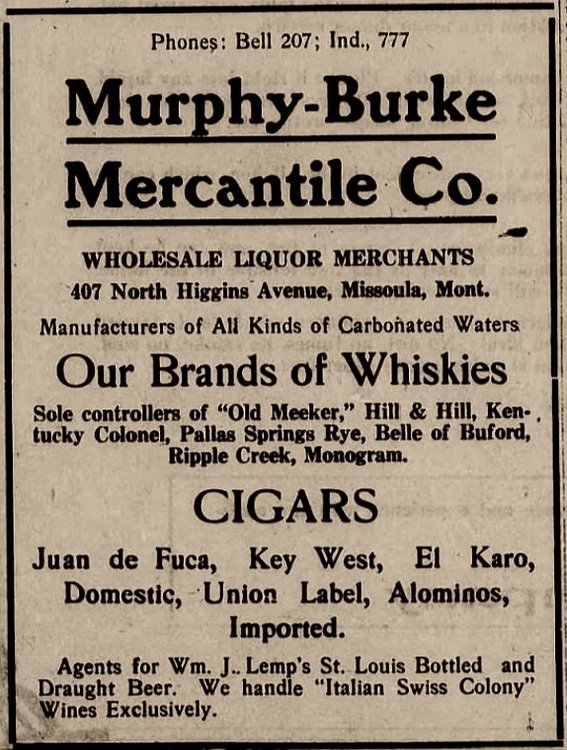 Phones: Bell 207; Ind., 777
Murphy-Burke
Mercantile Co.
WHOLESALE LIQUOR MERCHANTS
407 North Higgins Avenue, Missoula, Mont.
Manufacturers of All Kinds of Carbonated Waters
Our Brands of Whiskies
Sole controllers of "Old Meeker," Hill & Hill, Ken-
tucky Colonel, Pallas Springs Rye, Belle of Buford,
Ripple Creek, Monogram.
CIGARS
Juan de Fuca, Key West, El Karo,
Domestic, Union Label, Alominos,
Imported.
Agents for Wm. J. Lemp's St. Louis Bottled and
Draught Beer. We handle "Italian Swiss Colony"
Wines Exclusively.